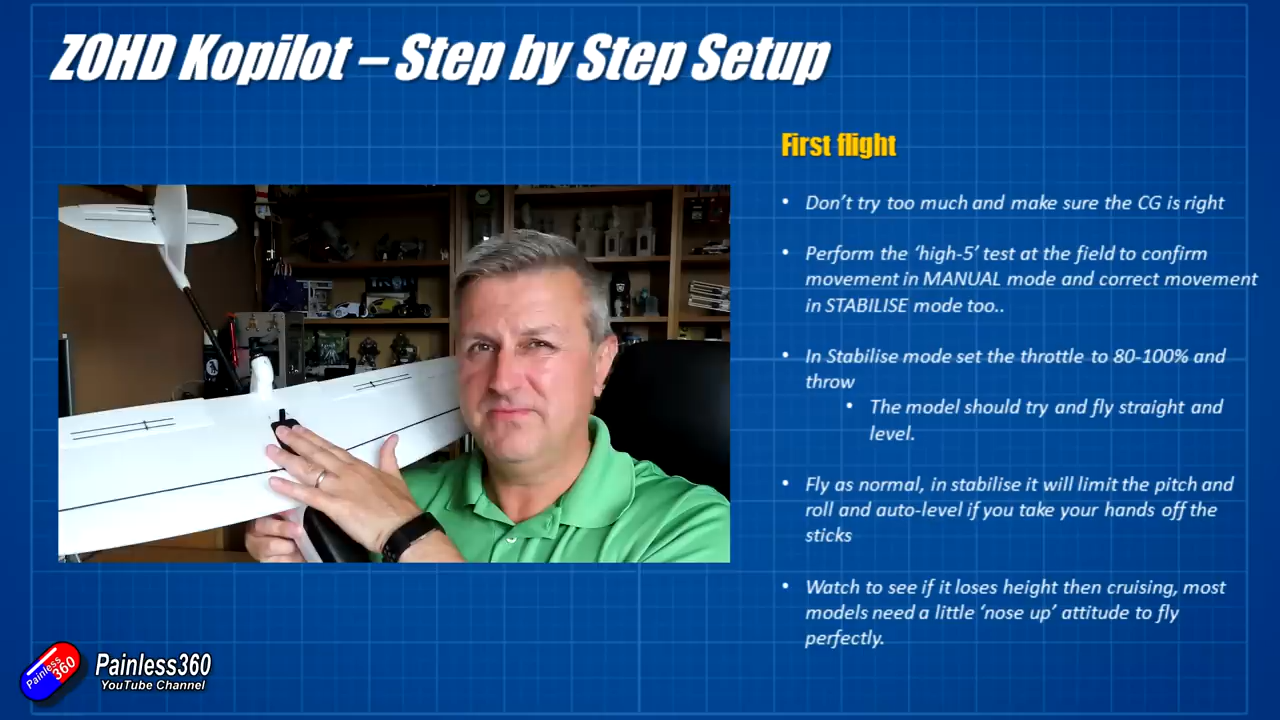 ZOHD Kopilot – Step by Step Setup
First flight
• Don't try too much and make sure the CG is right
• Perform the 'high-5' test at the field to confirm
movement in MANUAL mode and correct movement
in STABILISE mode too..
• In Stabilise mode set the throttle to 80-100% and
throw
• The model should try and fly straight and
level.
• Fly as normal, in stabilise it will limit the pitch and
roll and auto-level if you take your hands off the
sticks
• Watch to see if it loses height then cruising, most
models need a little 'nose up' attitude to fly
perfectly.
Painless
360
Painless360
YouTube Channel